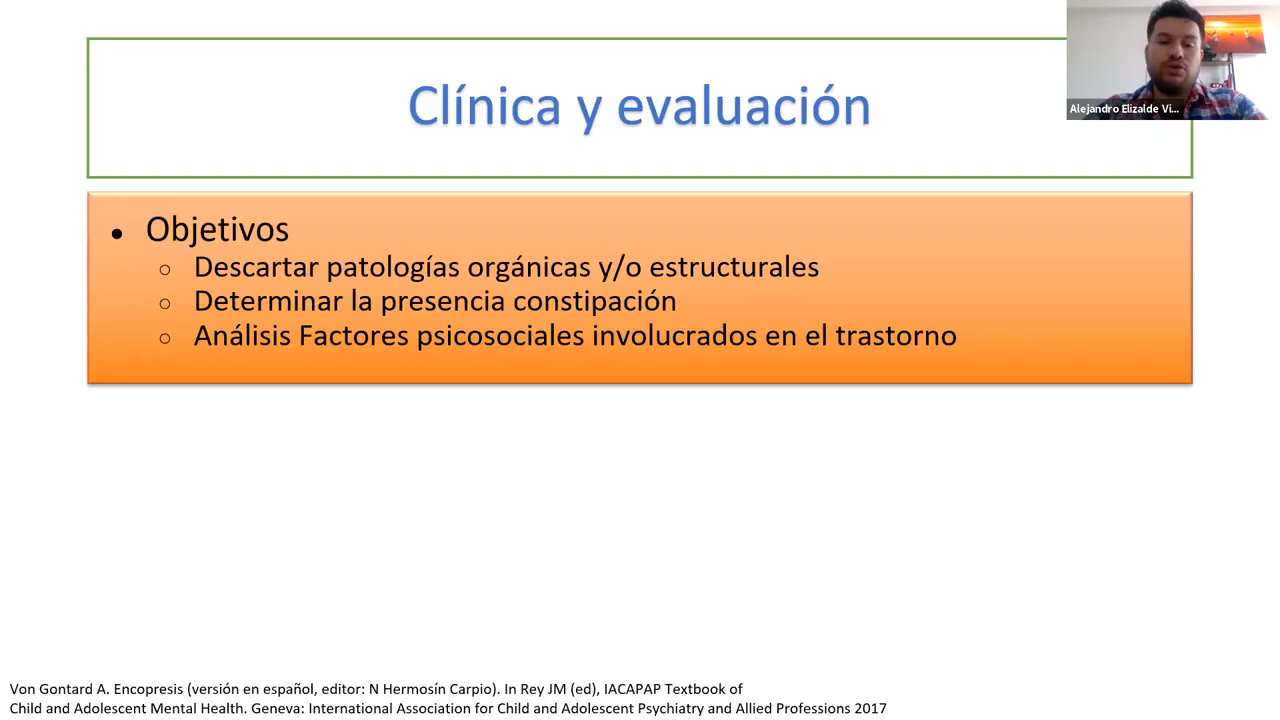 Clínica y evaluación
Alejandro Elizalde Vi...
● Objetivos
○ Descartar patologías orgánicas y/o estructurales
○ Determinar la presencia constipación
○ Análisis Factores psicosociales involucrados en el trastorno
Von Gontard A. Encopresis (versión en español, editor: N Hermosín Carpio). In Rey JM (ed), IACAPAP Textbook of
Child and Adolescent Mental Health. Geneva: International Association for Child and Adolescent Psychiatry and Allied Professions 2017